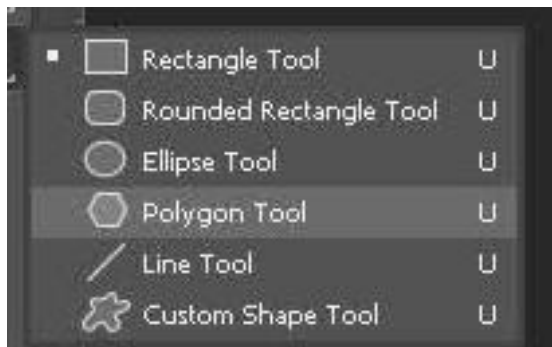 Rectangle Tool U
Rounded Rectangle Tool U
Ellipse Tool U
Polygon Tool U
Line Tool U
Custom Shape Tool U